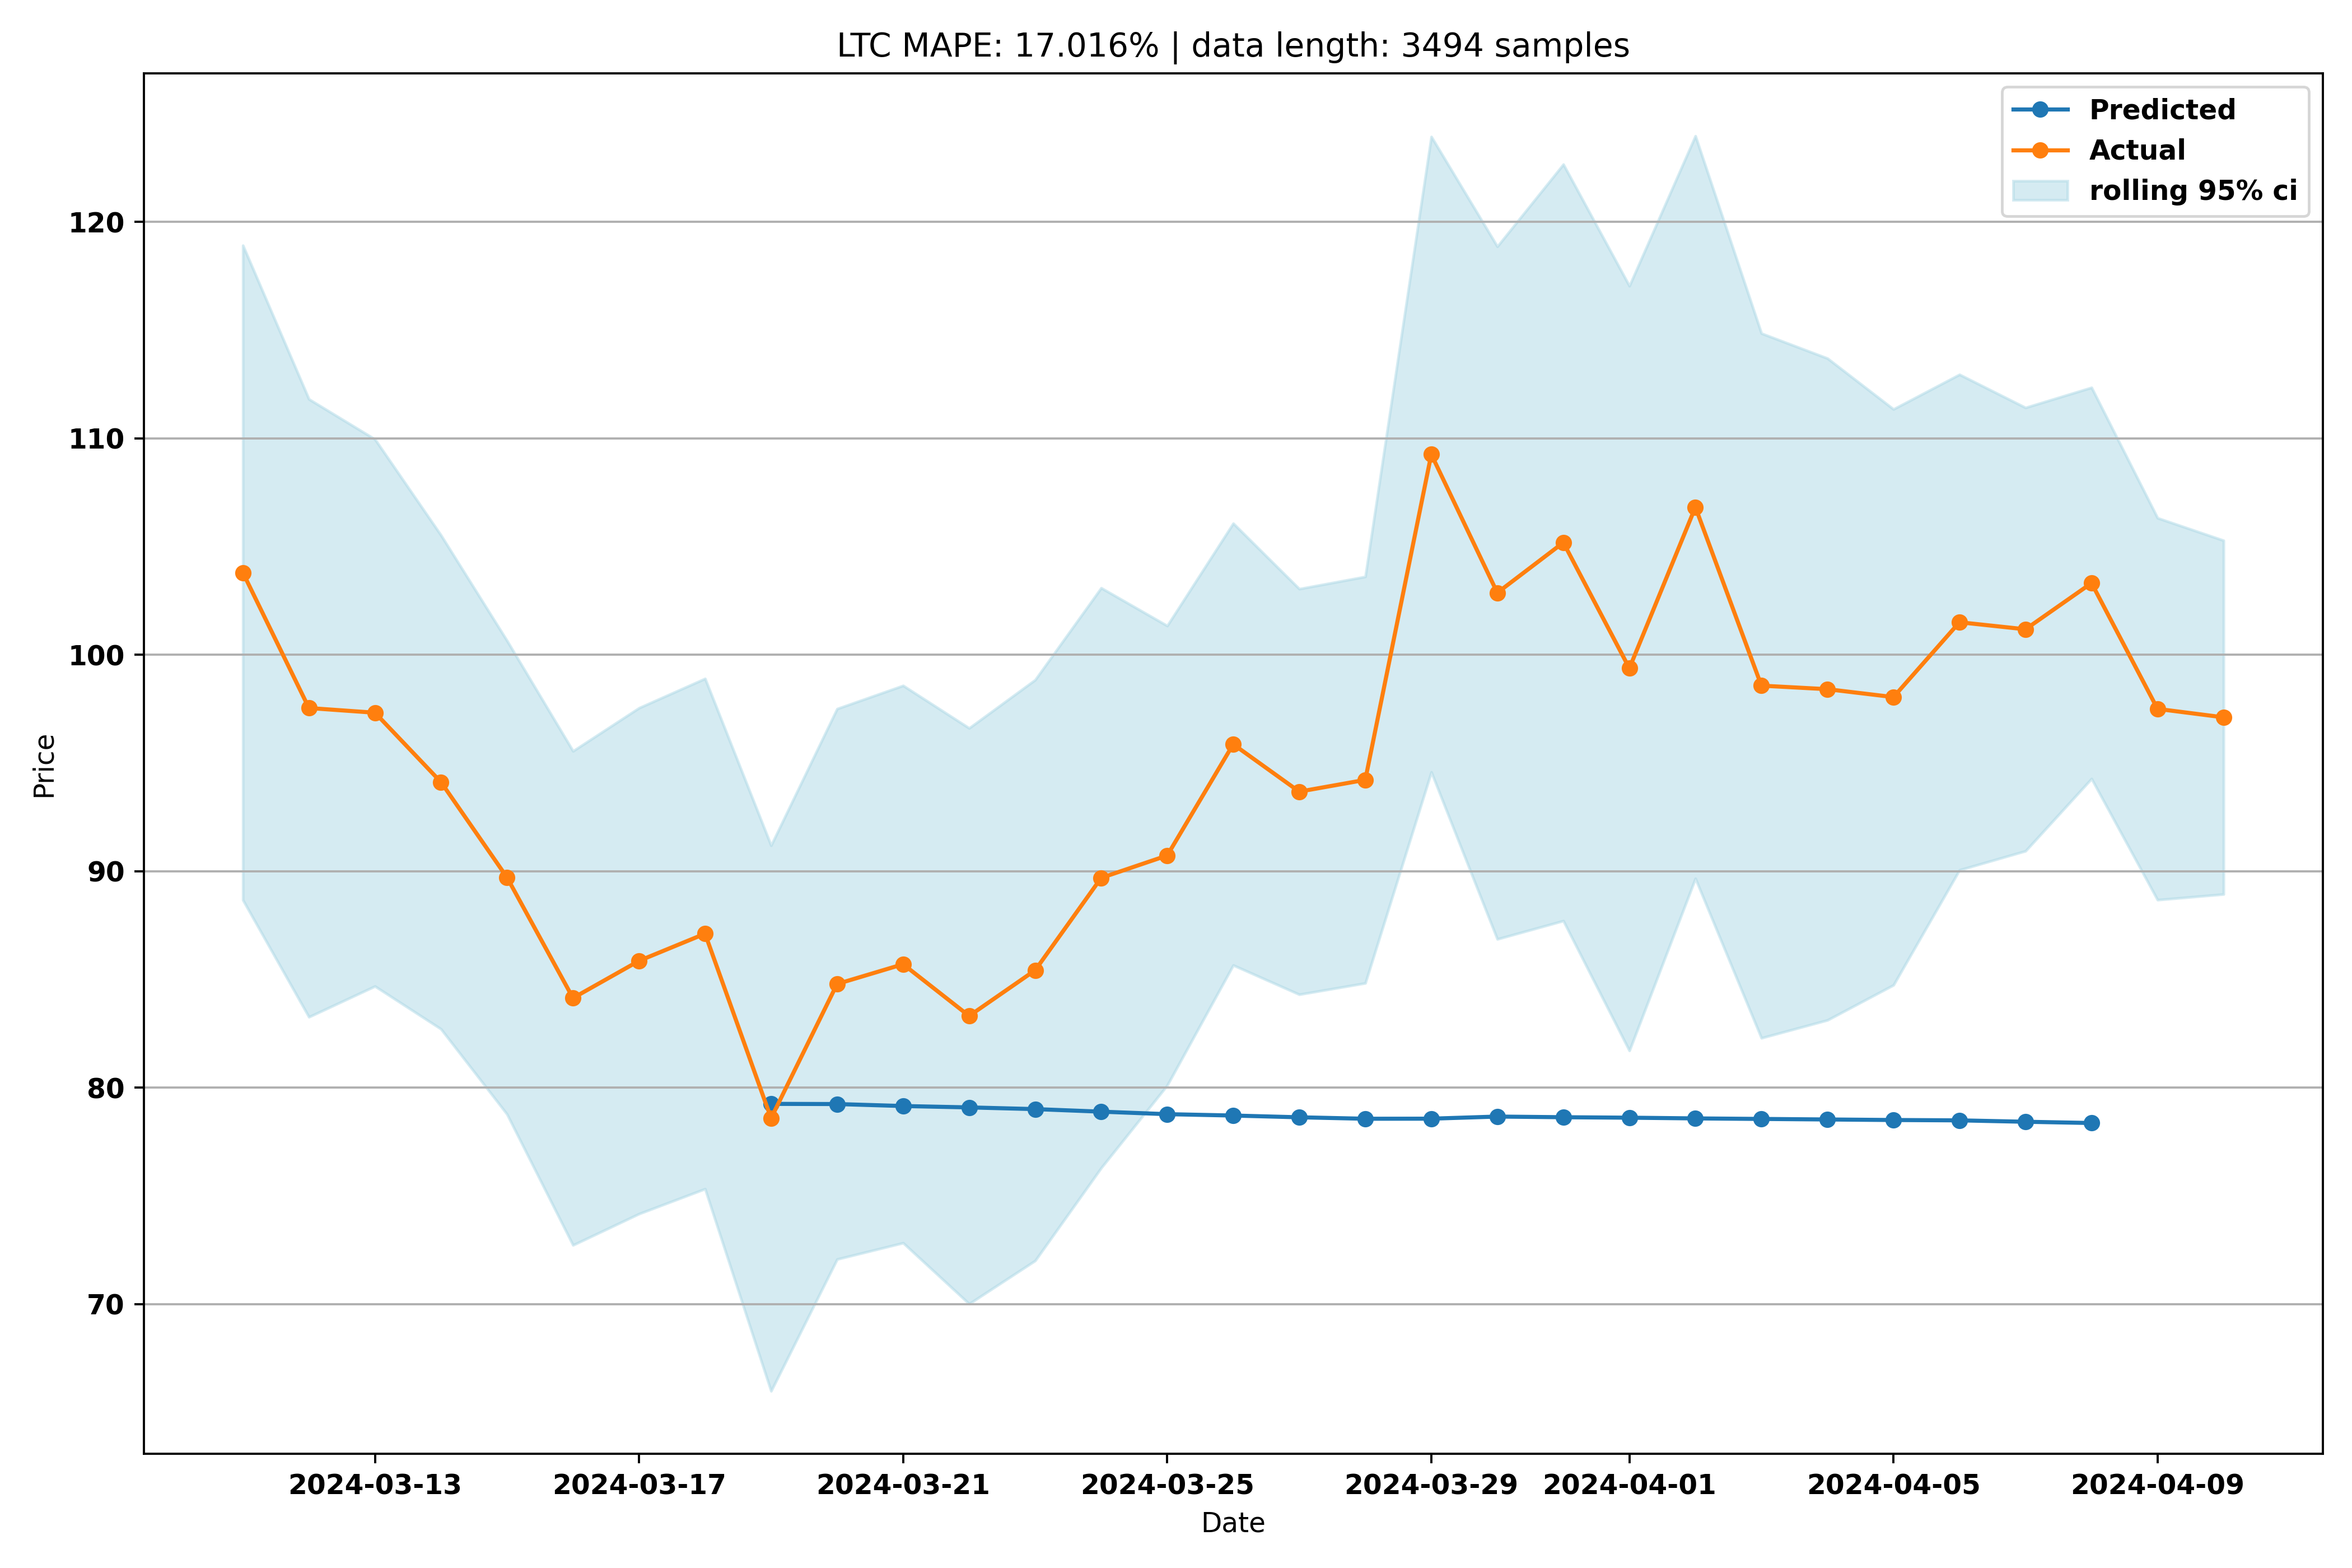 LTC MAPE: 17.016% | data length: 3494 samples
Predicted
Actual
rolling 95% ci
120
110
100
90
80
70
Price
2024-03-13 2024-03-17 2024-03-21 2024-03-25 2024-03-29 2024-04-01 2024-04-05 2024-04-09
Date